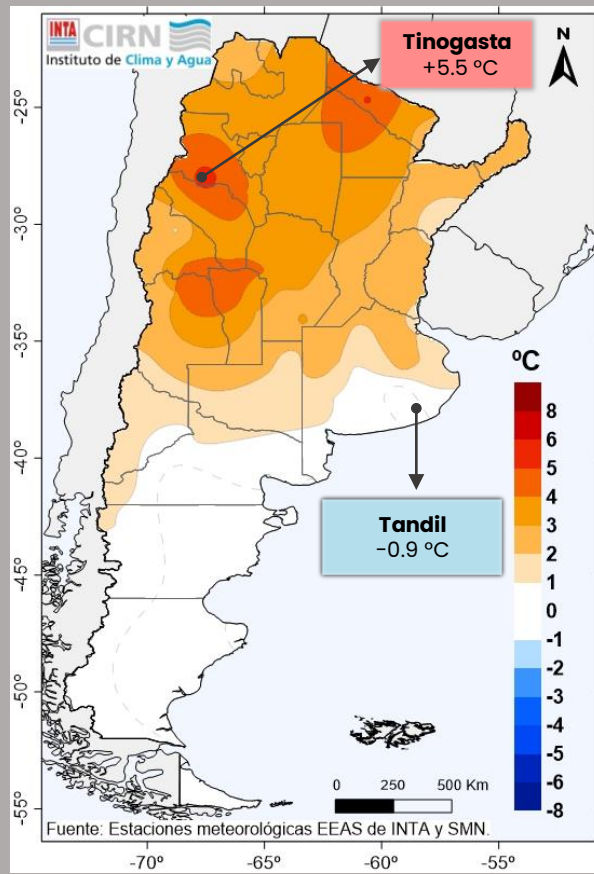 INTA CIRN
Instituto de Clima y Agua
Tinogasta
+5.5 ºC
N
-25°
-30°
-35°
-40°
-45°
-50°
-55°
ºC
8
6
5
4
3
2
1
0
-1
-2
-3
-4
-5
-6
-8
Tandil
-0.9 ºC
0 250 500 Km
Fuente: Estaciones meteorológicas EEAS de INTA y SMN.
-70° -65° -60° -55°